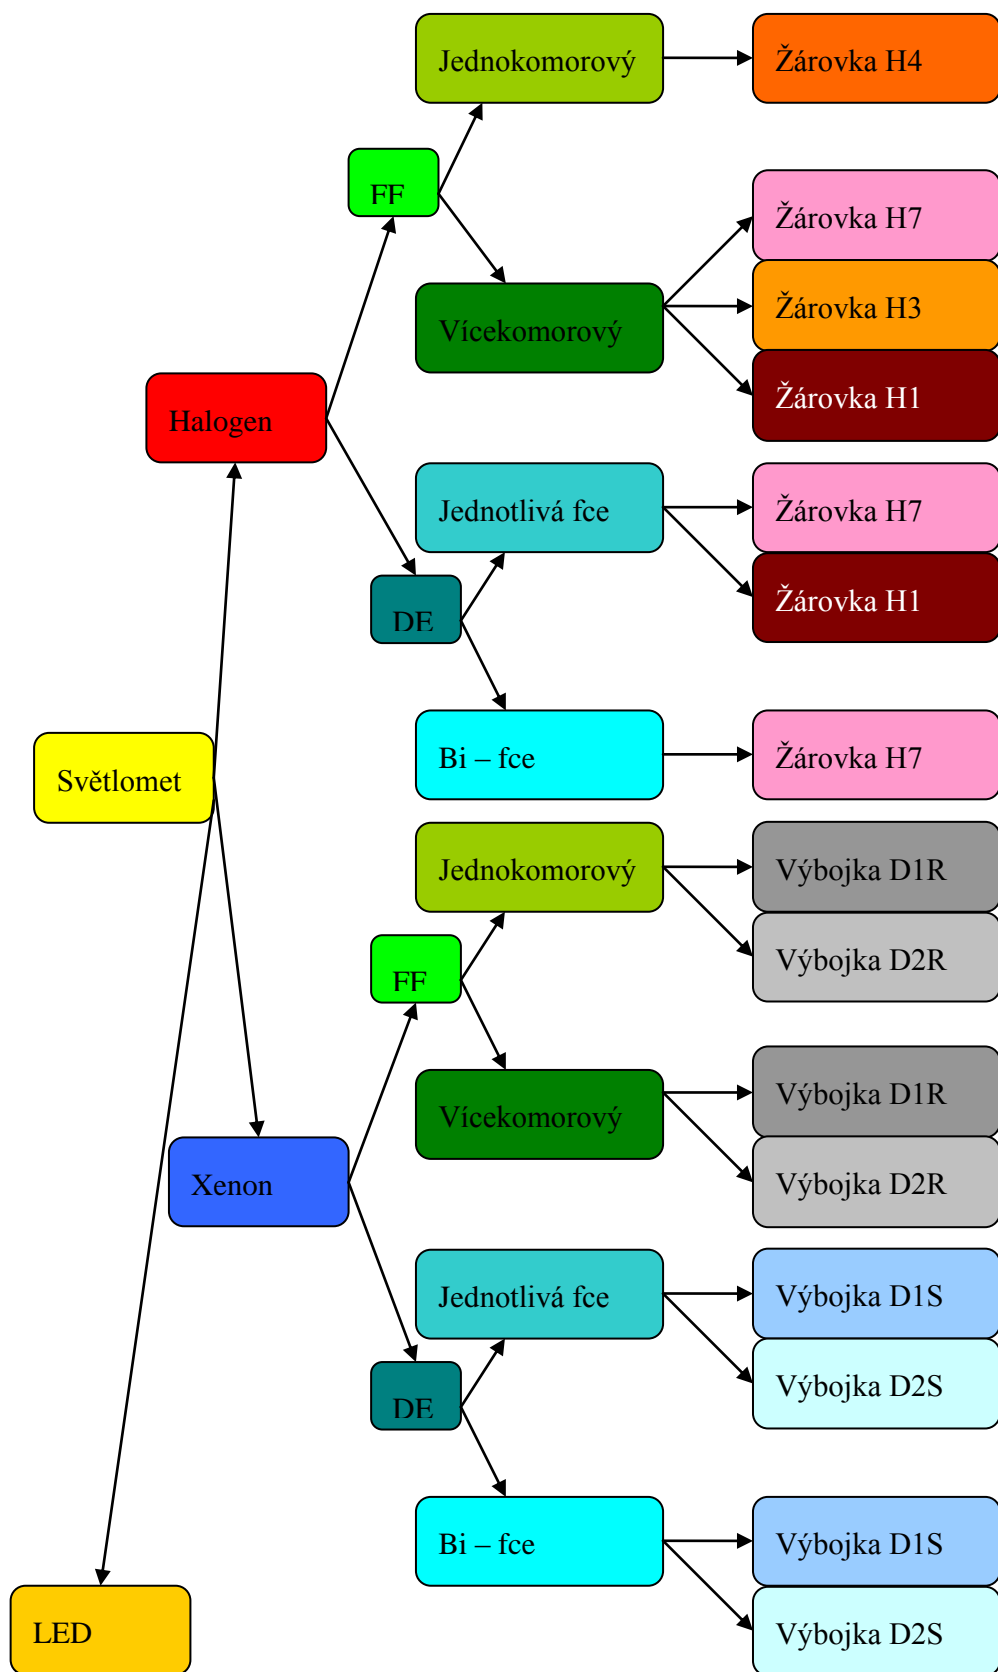 Jednokomorový
Žárovka H4
FF
Žárovka H7
Vícekomorový
Žárovka H3
Žárovka H1
Halogen
Jednotlivá fce
Žárovka H7
Žárovka H1
DE
Bi – fce
Žárovka H7
Světlomet
Jednokomorový
Výbojka D1R
Výbojka D2R
FF
Vícekomorový
Výbojka D1R
Výbojka D2R
Xenon
Jednotlivá fce
Výbojka D1S
Výbojka D2S
DE
Bi – fce
Výbojka D1S
Výbojka D2S
LED